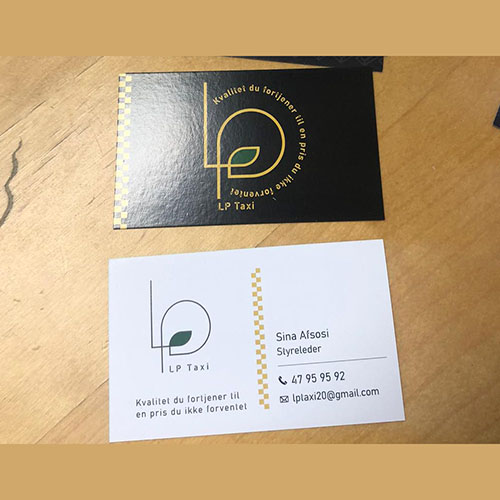 Kvalitet du fortjener til en pris du ikke forventet
LP Taxi
LP Taxi
Kvalitet du fortjener til
en pris du ikke forventet
Sina Afsosi
Styreleder
47 95 95 92
lptaxi20@gmail.com